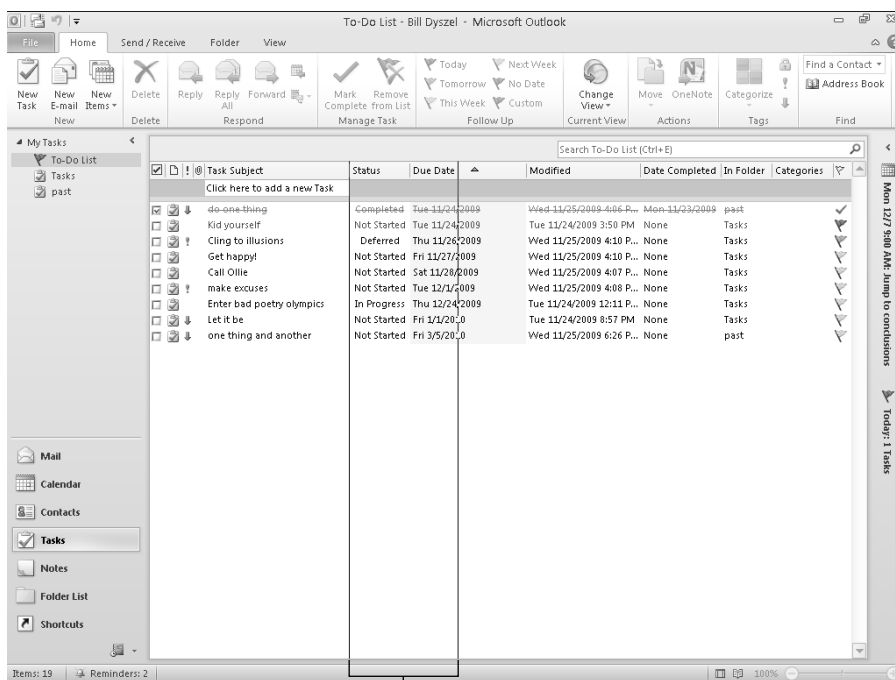 To-Do List - Bill Dyszel - Microsoft Outlook
File Home Send / Receive Folder View
New Task
New E-mail
New Items
New
Delete
Delete
Reply
Reply All
Forward
Respond
Mark Complete
Remove from List
Manage Task
Today
Tomorrow
This Week
Next Week
No Date
Custom
Follow Up
Change View
Current View
Move
OneNote
Actions
Categorize
Tags
Find a Contact
Address Book
Find
My Tasks
To-Do List
Tasks
past
Search To-Do List (Ctrl+E)
Task Subject Status Due Date Modified Date Completed In Folder Categories
Click here to add a new Task
do one thing Completed Tue 11/24/2009 Wed 11/25/2009 4:06 P... Mon 11/23/2009 past
Kid yourself Not Started Tue 11/24/2009 Tue 11/24/2009 3:50 PM None Tasks
! Cling to illusions Deferred Thu 11/26/2009 Wed 11/25/2009 4:10 P... None Tasks
Get happy! Not Started Fri 11/27/2009 Wed 11/25/2009 4:10 P... None Tasks
Call Ollie Not Started Sat 11/28/2009 Wed 11/25/2009 4:07 P... None Tasks
! make excuses Not Started Tue 12/1/2009 Wed 11/25/2009 4:08 P... None Tasks
Enter bad poetry olympics In Progress Thu 12/24/2009 Tue 11/24/2009 12:11 P... None Tasks
Let it be Not Started Fri 1/1/2010 Tue 11/24/2009 8:57 PM None Tasks
one thing and another Not Started Fri 3/5/2010 Wed 11/25/2009 6:26 P... None past
Mon 12/7 9:00 AM: Jump to conclusions
Today: 1 Tasks
Mail
Calendar
Contacts
Tasks
Notes
Folder List
Shortcuts
Items: 19 Reminders: 2 100%